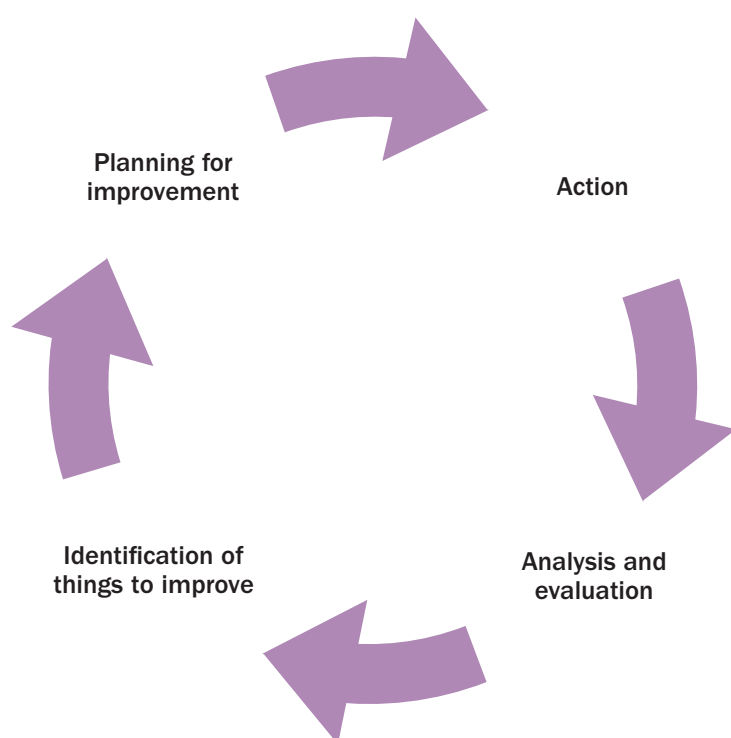 Planning for
improvement
Action
Identification of
things to improve
Analysis and
evaluation